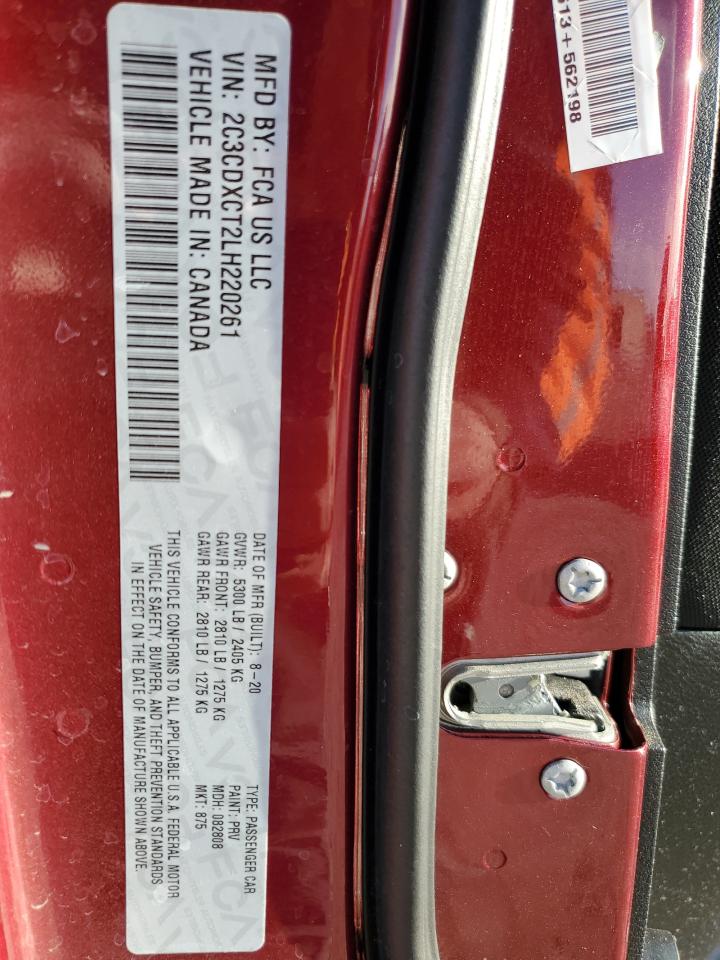 MFD BY: FCA US LLC
VIN: 2C3CDXCT2LH220261
VEHICLE MADE IN: CANADA
DATE OF MFR (BUILT): 8-20
GVWR: 5300 LB / 2405 KG
GAWR FRONT: 2810 LB / 1275 KG
GAWR REAR: 2810 LB / 1275 KG
TYPE: PASSENGER CAR
PAINT: PRV
MDH: 082808
MKT: 875
THIS VEHICLE CONFORMS TO ALL APPLICABLE U.S.A. FEDERAL MOTOR
VEHICLE SAFETY, BUMPER, AND THEFT PREVENTION STANDARDS
IN EFFECT ON THE DATE OF MANUFACTURE SHOWN ABOVE.
613 + 562198